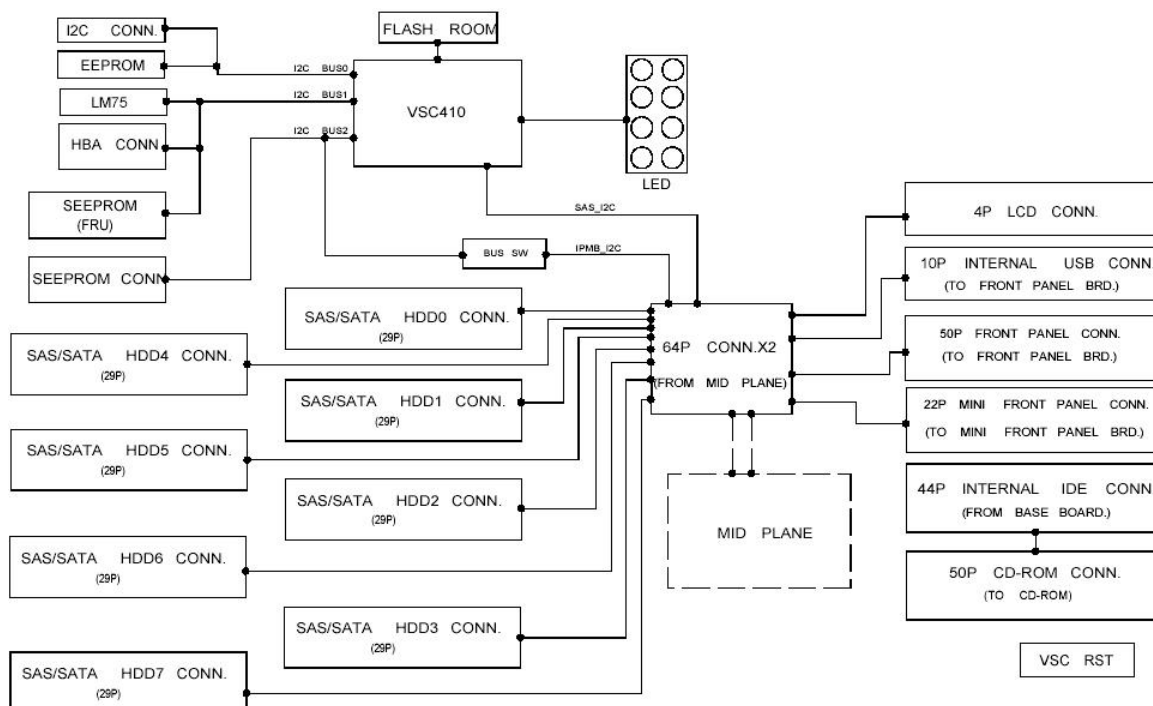 I2C CONN.
EEPROM
LM75
HBA CONN
SEEPROM
(FRU)
SEEPROM CONN
FLASH ROOM
I2C BUS0
I2C BUS1
I2C BUS2
VSC410
LED
SAS_I2C
BUS SW
IPMB_I2C
SAS/SATA HDD0 CONN.
(29P)
SAS/SATA HDD4 CONN.
(29P)
SAS/SATA HDD1 CONN.
(29P)
SAS/SATA HDD5 CONN.
(29P)
SAS/SATA HDD2 CONN.
(29P)
SAS/SATA HDD6 CONN.
(29P)
SAS/SATA HDD3 CONN.
(29P)
SAS/SATA HDD7 CONN.
(29P)
64P CONN.X2
(FROM MID PLANE)
MID PLANE
4P LCD CONN.
10P INTERNAL USB CONN.
(TO FRONT PANEL BRD.)
50P FRONT PANEL CONN.
(TO FRONT PANEL BRD.)
22P MINI FRONT PANEL CONN.
(TO MINI FRONT PANEL BRD.)
44P INTERNAL IDE CONN.
(FROM BASE BOARD.)
50P CD-ROM CONN.
(TO CD-ROM)
VSC RST